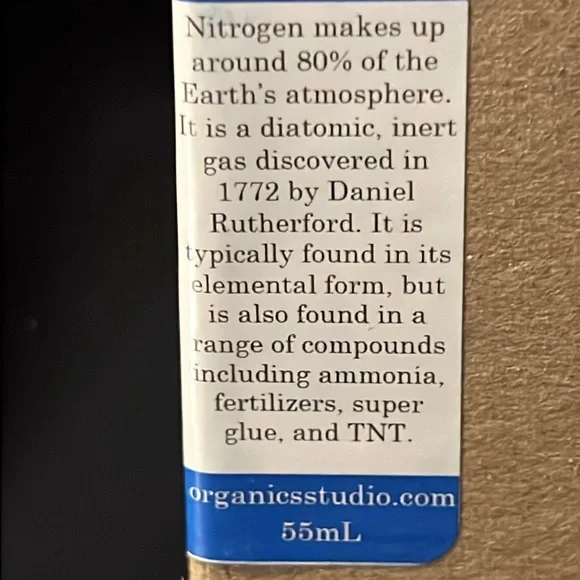 Nitrogen makes up
around 80% of the
Earth's atmosphere.
It is a diatomic, inert
gas discovered in
1772 by Daniel
Rutherford. It is
typically found in its
elemental form, but
is also found in a
range of compounds
including ammonia,
fertilizers, super
glue, and TNT.
organicsstudio.com
55mL